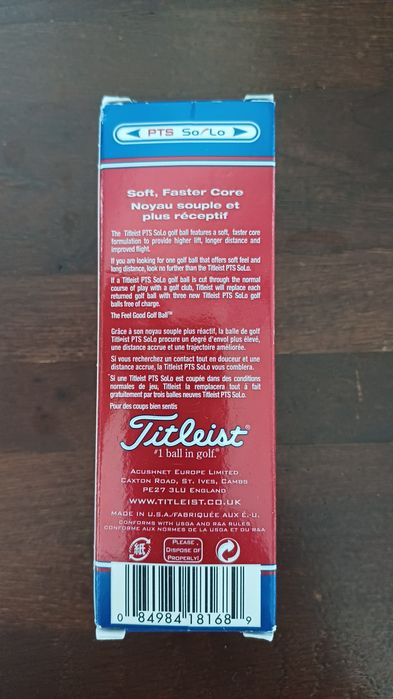 PTS So/Lo
Soft, Faster Core
Noyau souple et
plus réceptif
The Titleist PTS SoLo golf ball features a soft, faster core
formulation to provide higher lift, longer distance and
improved flight.
If you are looking for one golf ball that offers soft feel and
long distance, look no further than the Titleist PTS SoLo.
If a Titleist PTS SoLo golf ball is cut through the normal
course of play with a golf club, Titleist will replace each
returned golf ball with three new Titleist PTS SoLo golf
balls free of charge.
The Feel Good Golf Ball™
Grâce à son noyau souple plus réactif, la balle de golf
Titleist PTS SoLo procure un degré d'envol plus élevé,
une distance accrue et une trajectoire améliorée.
Si vous recherchez un contact tout en douceur et une
distance accrue, la Titleist PTS SoLo vous comblera.
Si une Titleist PTS SoLo est coupée dans des conditions
normales de jeu, Titleist la remplacera tout à fait
gratuitement par trois balles neuves Titleist PTS SoLo.
Pour des coups bien sentis
Titleist®
#1 ball in golf.®
Acushnet Europe Limited
Caxton Road, St. Ives, Cambs
PE27 3LU England
www.titleist.co.uk
Made in U.S.A./Fabriquée aux É.-U.
Conforms with USGA and R&A rules
Conforme aux normes de la USGA et du R&A
紙
Please
Dispose of
Properly!
0 84984 18168 9